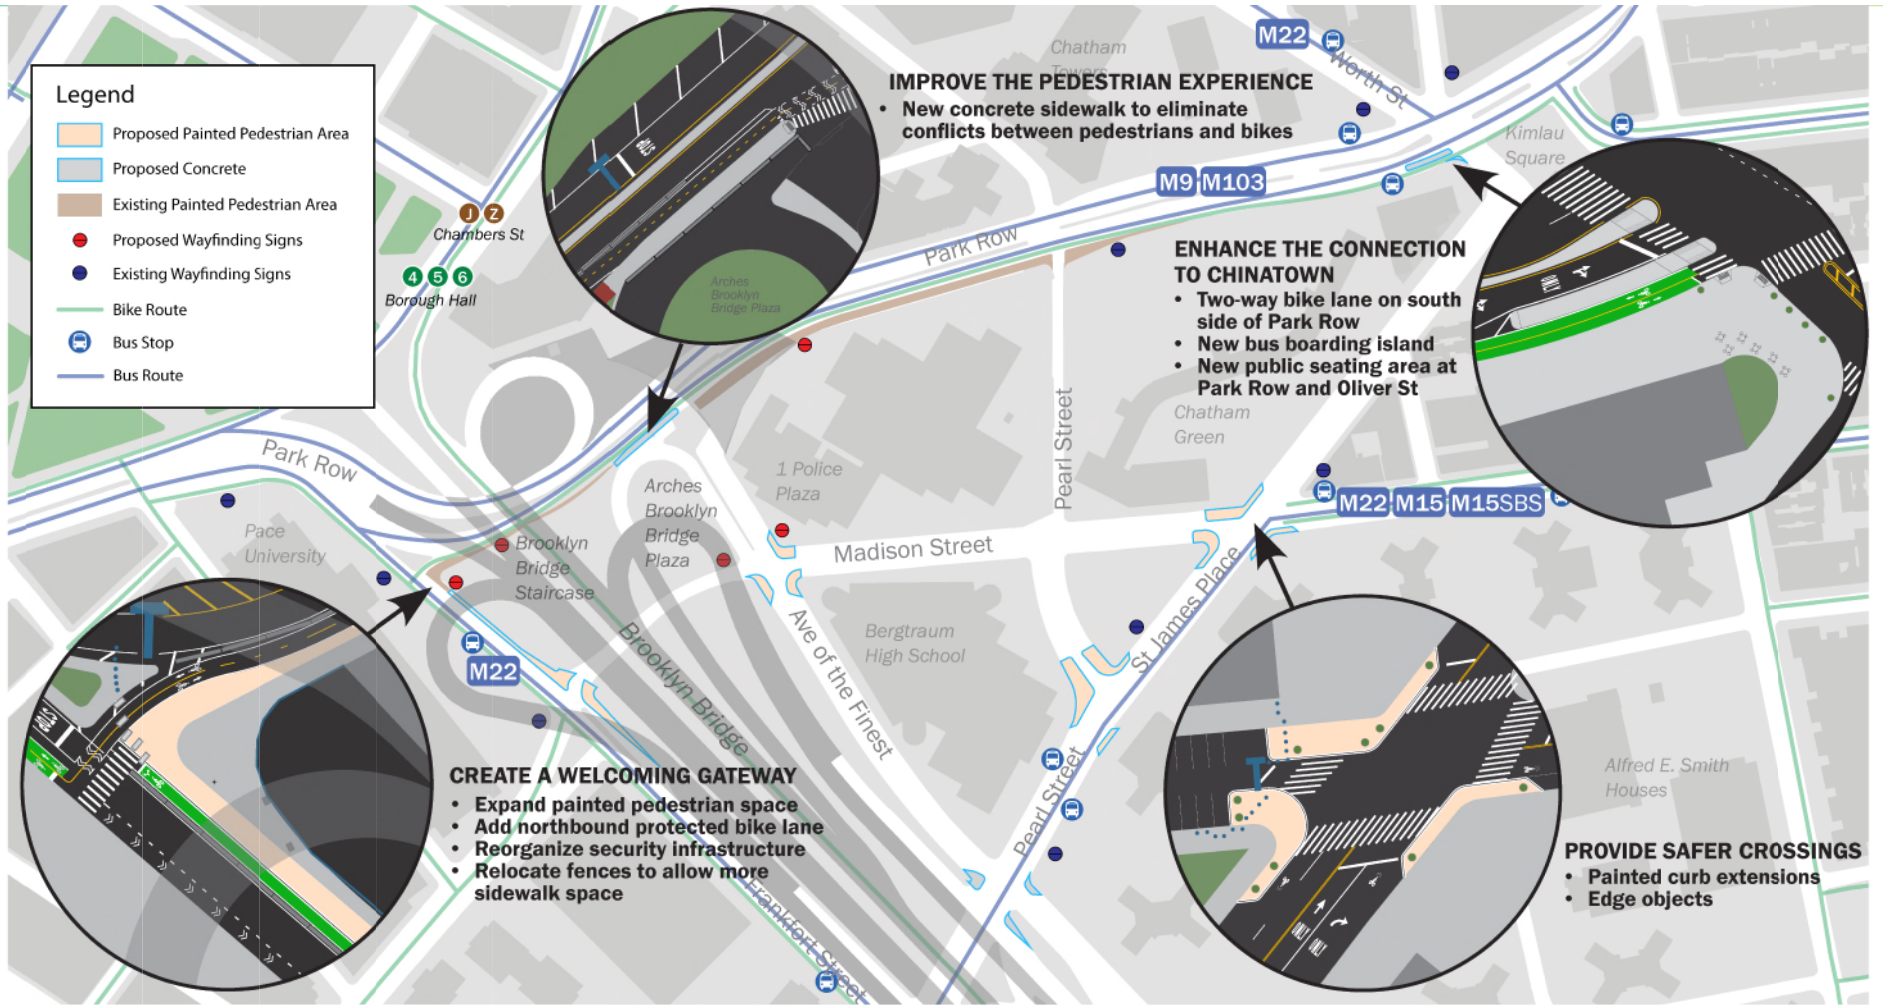 Legend
Proposed Painted Pedestrian Area
Proposed Concrete
Existing Painted Pedestrian Area
Proposed Wayfinding Signs
Existing Wayfinding Signs
Bike Route
Bus Stop
Bus Route
J Z
Chambers St
4 5 6
Borough Hall
Arches
Brooklyn
Bridge Plaza
Chatham
Towers
IMPROVE THE PEDESTRIAN EXPERIENCE
• New concrete sidewalk to eliminate
conflicts between pedestrians and bikes
M22
Worth St
Kimlau
Square
M9 M103
Park Row
ENHANCE THE CONNECTION
TO CHINATOWN
• Two-way bike lane on south
side of Park Row
• New bus boarding island
• New public seating area at
Park Row and Oliver St
ONLY
Chatham
Green
Pearl Street
Park Row
Pace
University
Brooklyn
Bridge
Staircase
Arches
Brooklyn
Bridge
Plaza
1 Police
Plaza
Madison Street
M22 M15 M15SBS
St James Place
Bergtraum
High School
Ave of the Finest
Brooklyn Bridge
M22
CREATE A WELCOMING GATEWAY
• Expand painted pedestrian space
• Add northbound protected bike lane
• Reorganize security infrastructure
• Relocate fences to allow more
sidewalk space
Frankfort Street
Pearl Street
Alfred E. Smith
Houses
PROVIDE SAFER CROSSINGS
• Painted curb extensions
• Edge objects